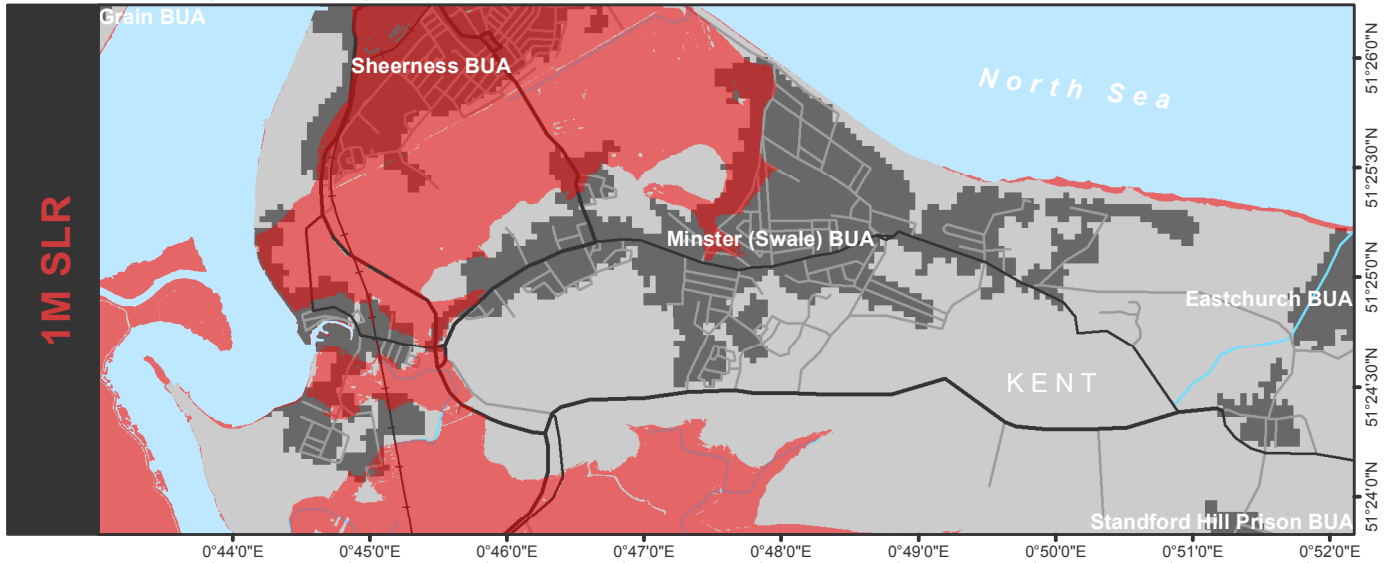 1M SLR
Grain BUA
Sheerness BUA
North Sea
Minster (Swale) BUA
Eastchurch BUA
KENT
Standford Hill Prison BUA
51°26'0"N
51°25'30"N
51°25'0"N
51°24'30"N
51°24'0"N
0°44'0"E
0°45'0"E
0°46'0"E
0°47'0"E
0°48'0"E
0°49'0"E
0°50'0"E
0°51'0"E
0°52'0"E